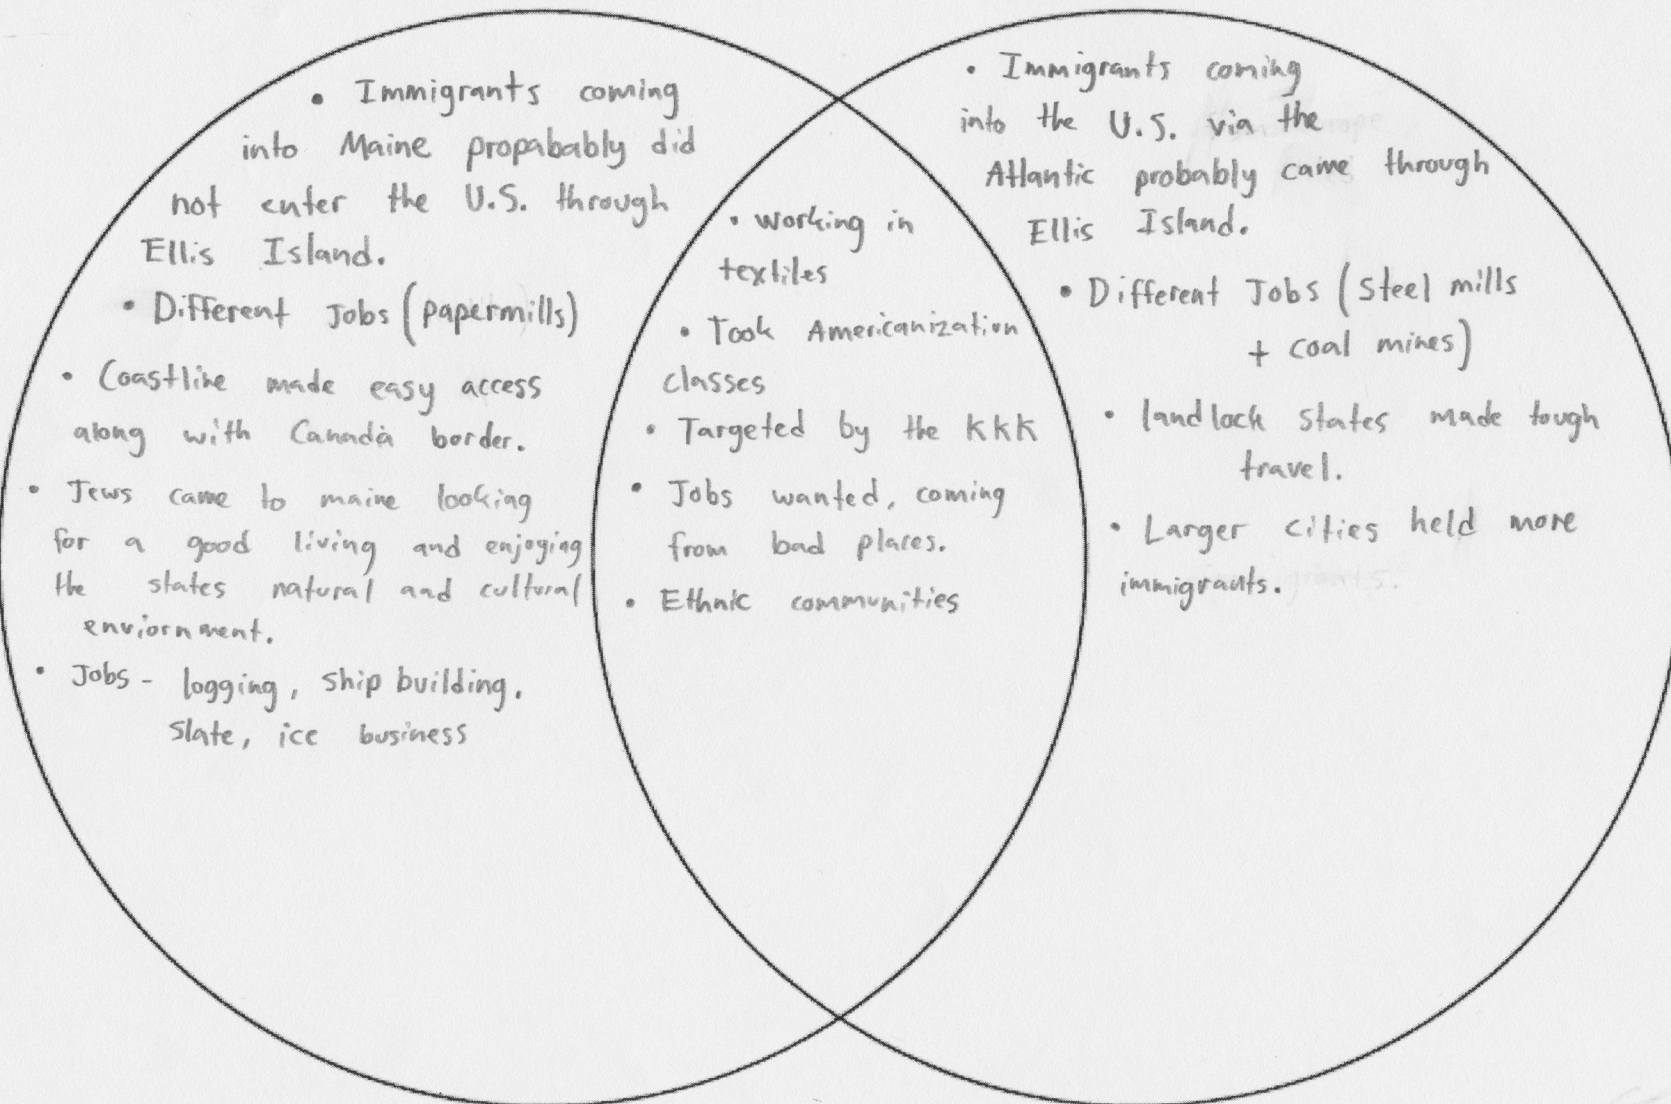 • Immigrants coming
into Maine propabably did
not enter the U.S. through
Ellis Island.
• Different Jobs (papermills)
• Coastline made easy access
along with Canada border.
• Jews came to maine looking
for a good living and enjoying
the states natural and cultural
enviornment.
• Jobs - logging, ship building.
slate, ice business
• working in
textiles
• Took Americanization
classes
• Targeted by the KKK
• Jobs wanted, coming
from bad places.
• Ethnic communities
• Immigrants coming
into the U.S. via the
Atlantic probably came through
Ellis Island.
• Different Jobs (steel mills
+ coal mines)
• landlock states made tough
travel.
• Larger cities held more
immigrants.